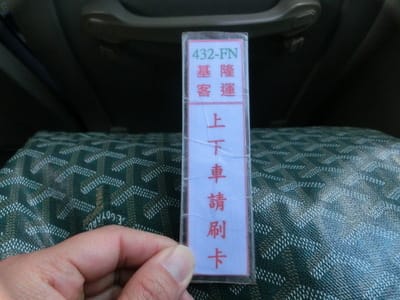 432-FN
基隆
客運
上下車請刷卡